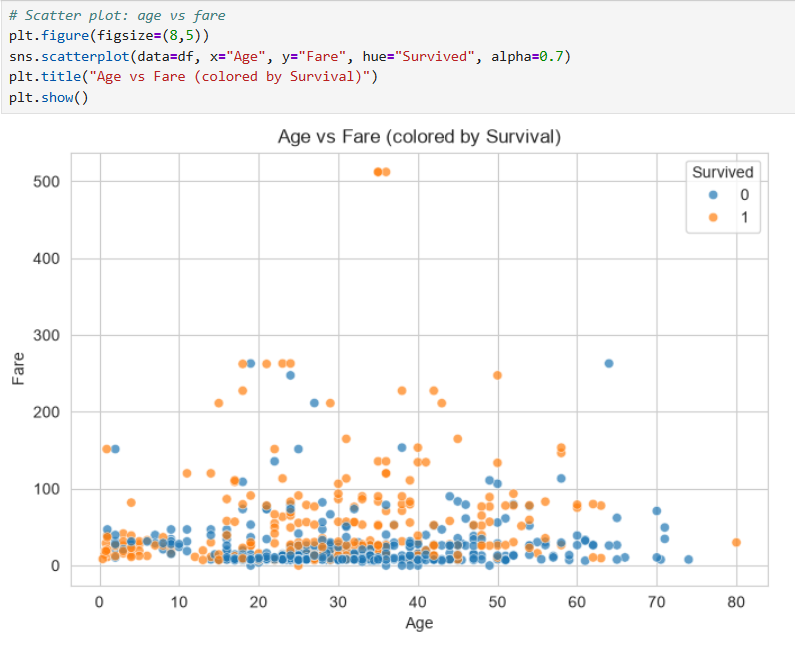 # Scatter plot: age vs fare
plt.figure(figsize=(8,5))
sns.scatterplot(data=df, x="Age", y="Fare", hue="Survived", alpha=0.7)
plt.title("Age vs Fare (colored by Survival)")
plt.show()
Age vs Fare (colored by Survival)
Survived
0
1
500
400
300
200
100
0
Fare
0 10 20 30 40 50 60 70 80
Age